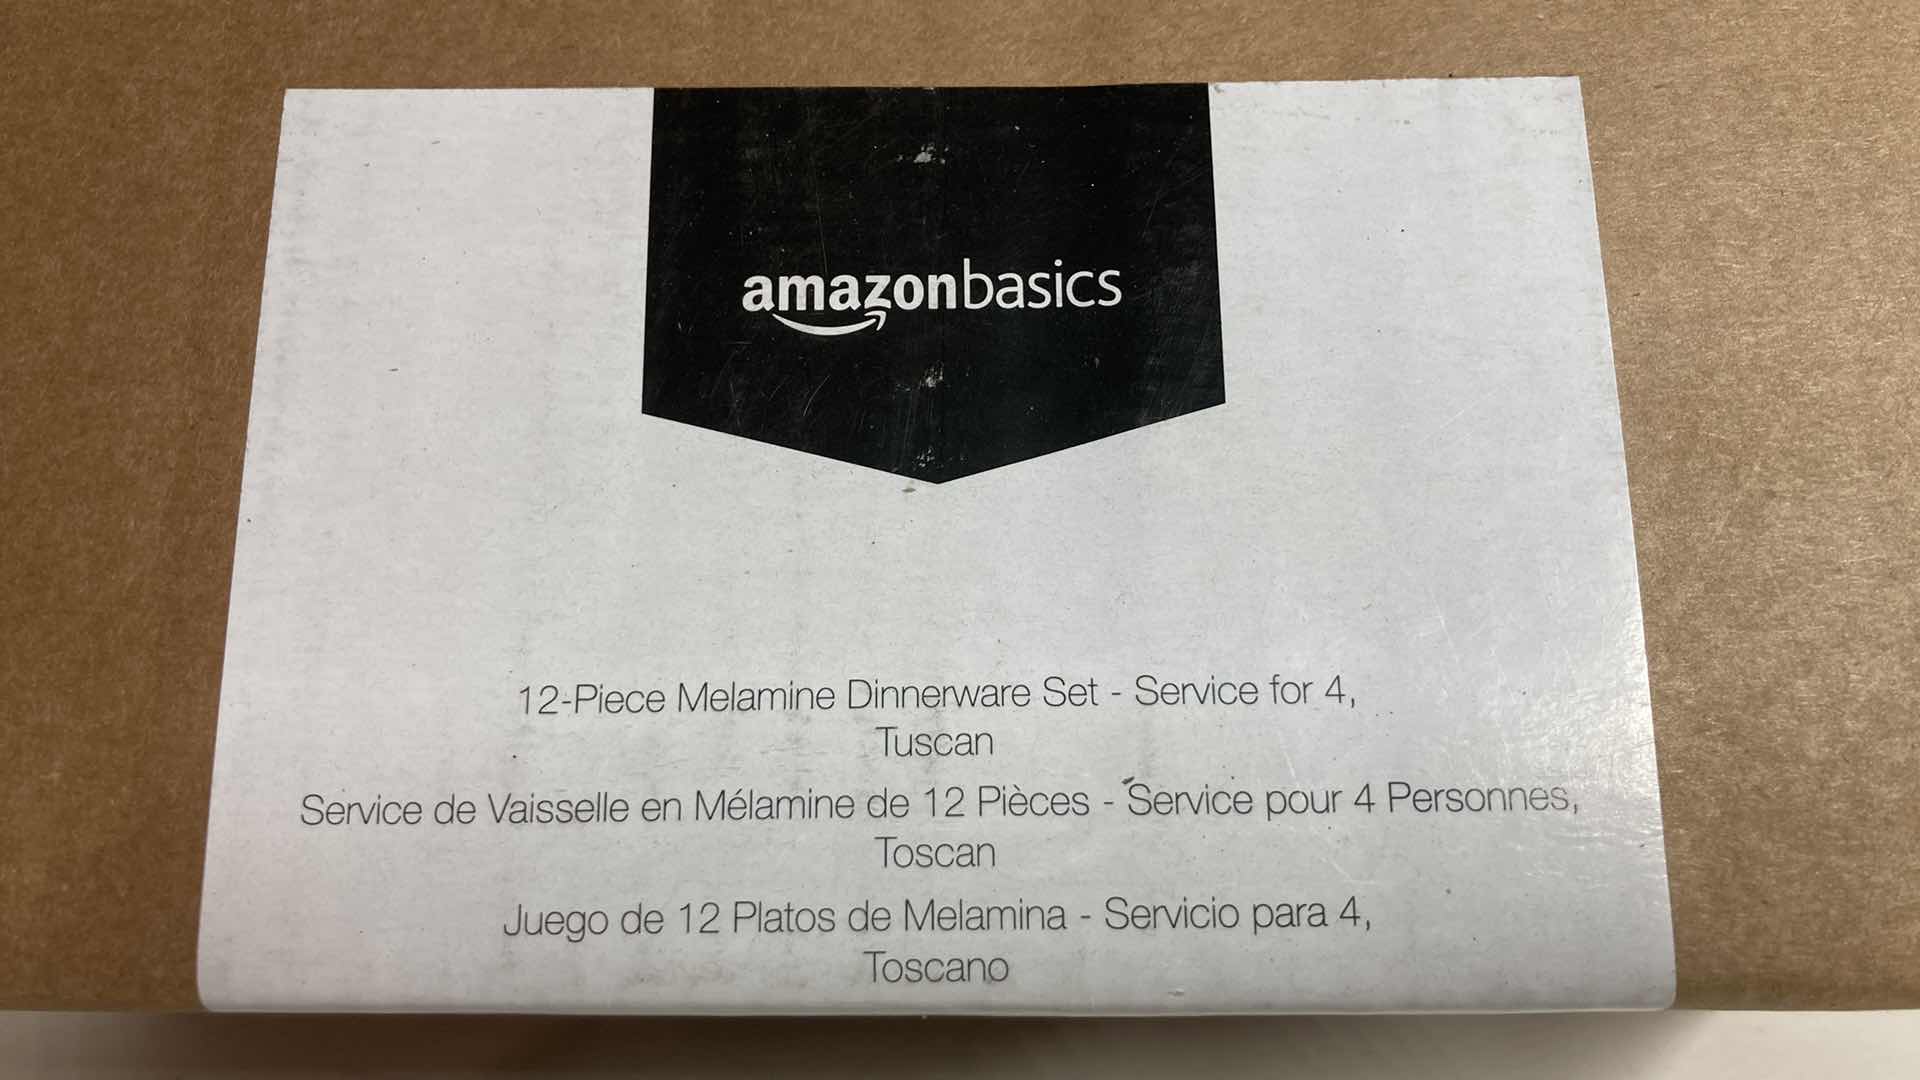 amazonbasics
12-Piece Melamine Dinnerware Set - Service for 4,
Tuscan
Service de Vaisselle en Mélamine de 12 Pièces - Service pour 4 Personnes,
Toscan
Juego de 12 Platos de Melamina - Servicio para 4,
Toscano